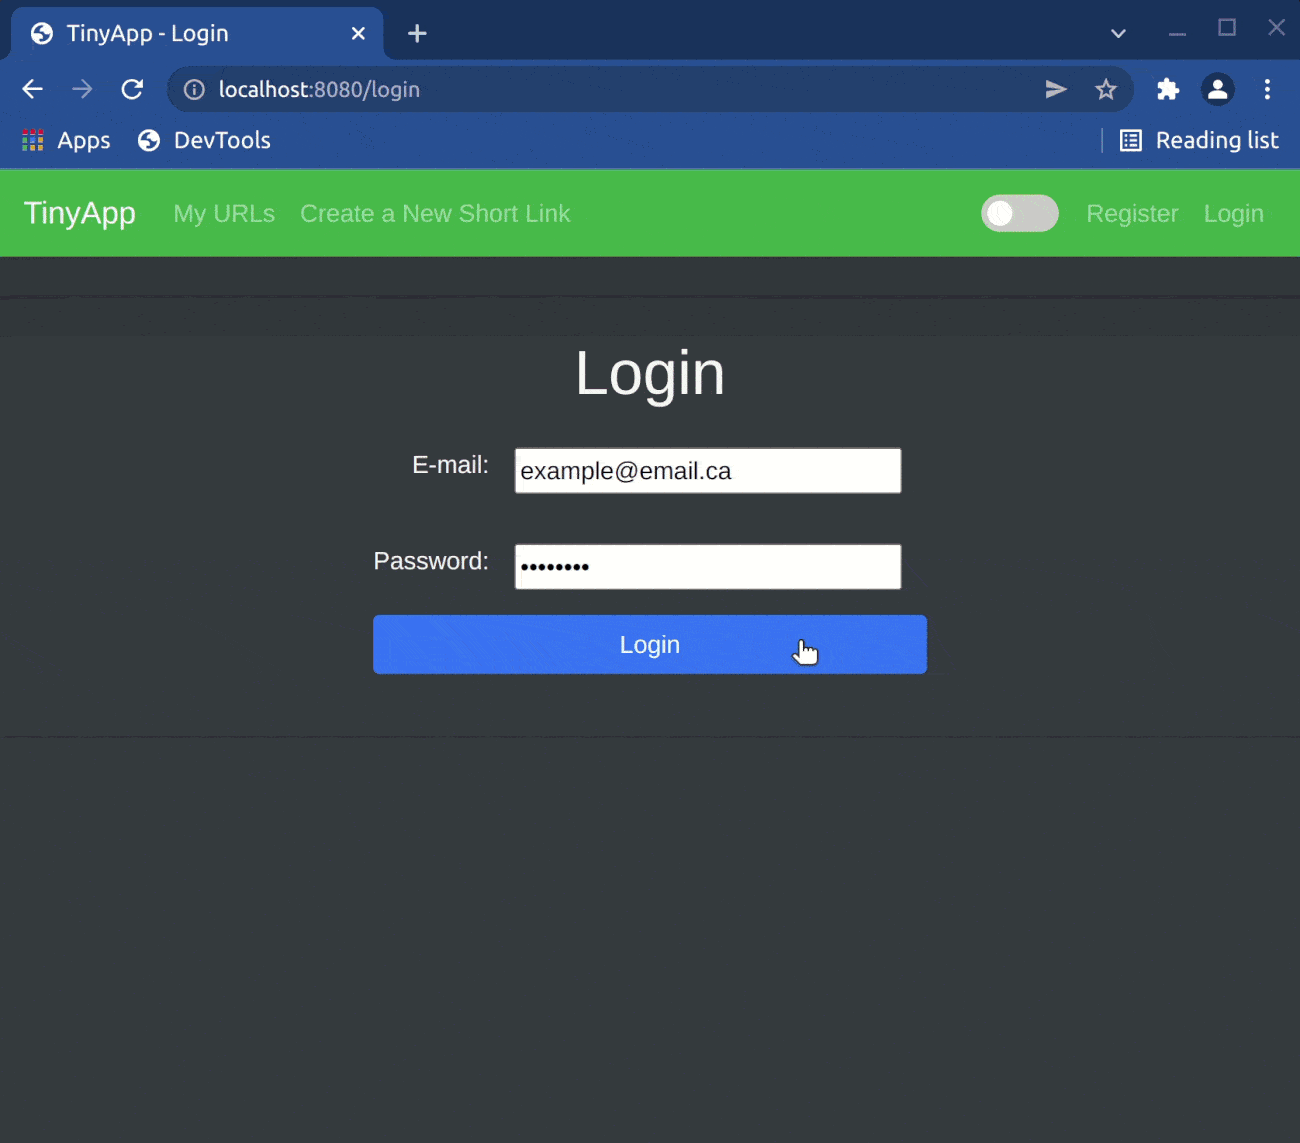 TinyApp - Login
localhost:8080/login
Apps DevTools Reading list
TinyApp My URLs Create a New Short Link Register Login
Login
E-mail: example@email.ca
Password: ••••••••
Login